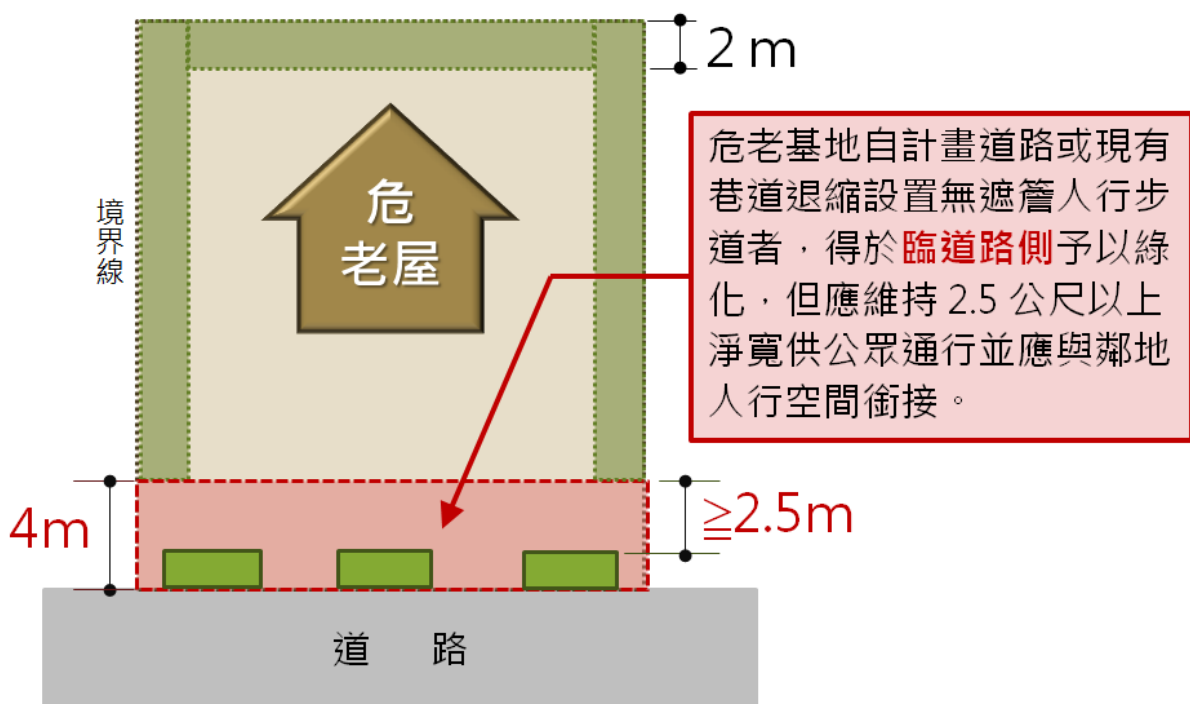 2 m
危老基地自計畫道路或現有
巷道退縮設置無遮簷人行步
道者，得於臨道路側予以綠
化，但應維持 2.5 公尺以上
淨寬供公眾通行並應與鄰地
人行空間銜接。
危
老屋
境界線
4m
≧2.5m
道 路